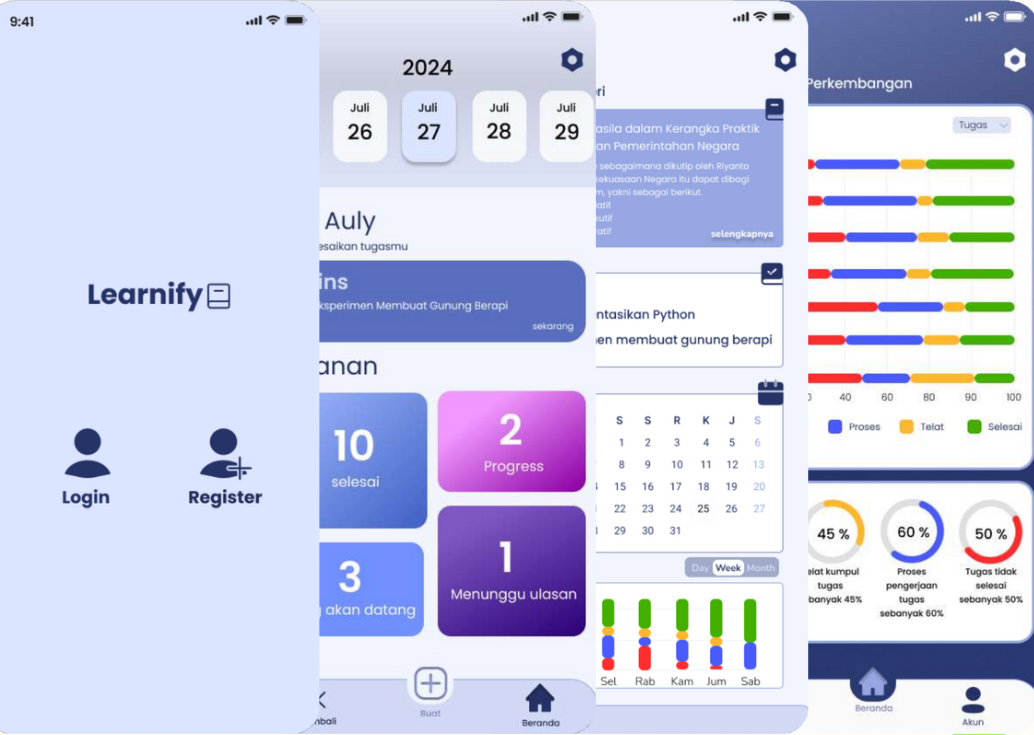 9:41
Learnify
Login
Register
2024
Juli
26
Juli
27
Juli
28
Juli
29
Auly
esaikan tugasmu
ins
ksperimen Membuat Gunung Berapi
sekarang
anan
10
selesai
2
Progress
3
akan datang
1
Menunggu ulasan
mbali
Buat
Beranda
ri
asila dalam Kerangka Praktik
an Pemerintahan Negara
sebagaimana dikutip oleh Riyanto
kekuasaan Negara itu dapat dibagi
m, yakni sebagai berikut.
atif
kutif
atif
selengkapnya
ntasikan Python
en membuat gunung berapi
S S R K J S
1 2 3 4 5 6
8 9 10 11 12 13
15 16 17 18 19 20
22 23 24 25 26 27
29 30 31
Day Week Month
Sel Rab Kam Jum Sab
Perkembangan
Tugas
40 60 80 90 100
Proses Telat Selesai
45 %
elat kumpul
tugas
banyak 45%
60 %
Proses
pengerjaan
tugas
sebanyak 60%
50 %
Tugas tidak
selesai
sebanyak 50%
Beranda
Akun